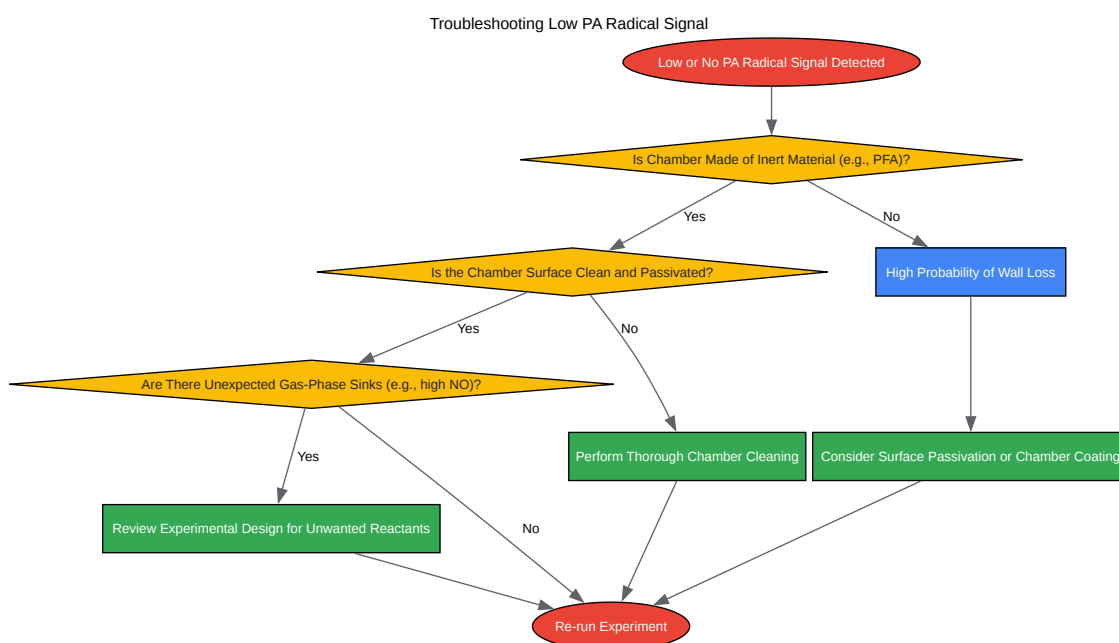 Troubleshooting Low PA Radical Signal
Low or No PA Radical Signal Detected
Is Chamber Made of Inert Material (e.g., PFA)?
Yes
No
Is the Chamber Surface Clean and Passivated?
High Probability of Wall Loss
Yes
No
Are There Unexpected Gas-Phase Sinks (e.g., high NO)?
Perform Thorough Chamber Cleaning
Consider Surface Passivation or Chamber Coating
Yes
Review Experimental Design for Unwanted Reactants
No
Re-run Experiment